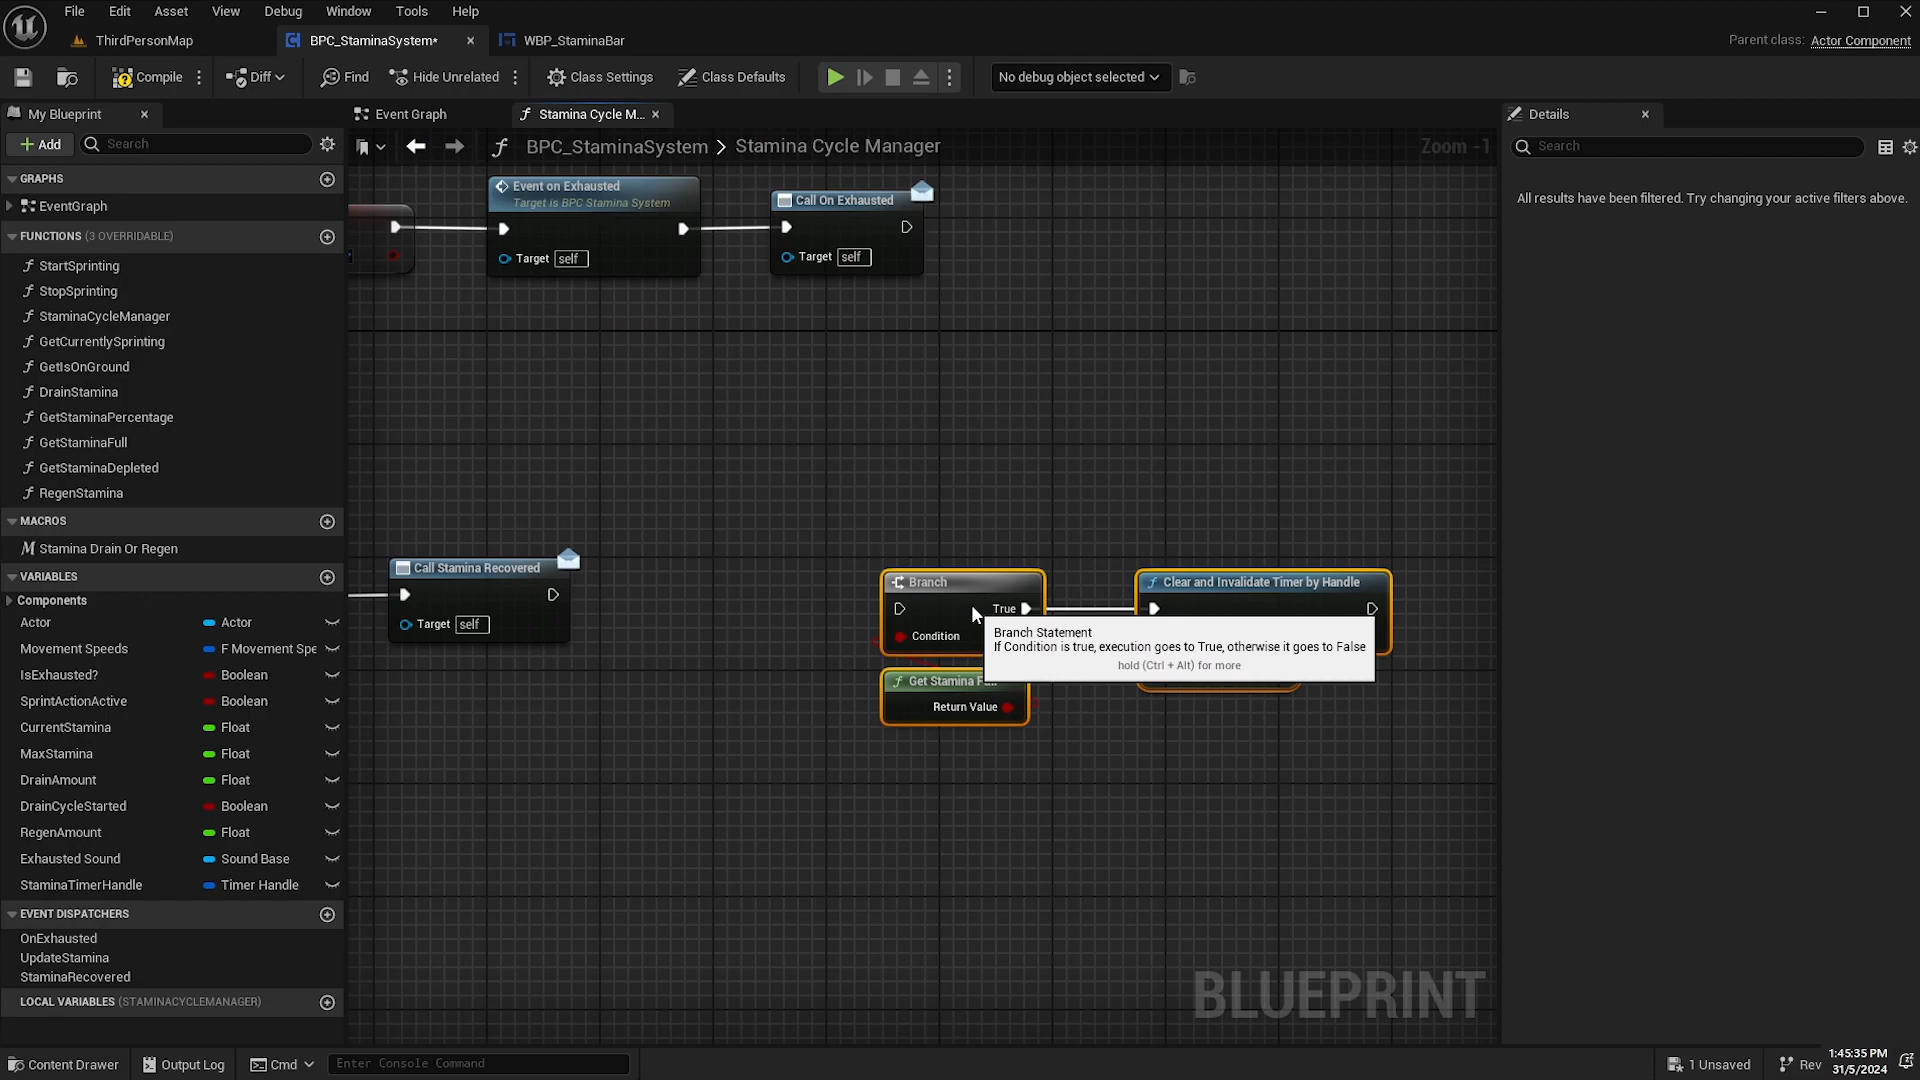 File Edit Asset View Debug Window Tools Help
ThirdPersonMap BPC_StaminaSystem* WBP_StaminaBar
Parent class: Actor Component
Compile Diff Find Hide Unrelated Class Settings Class Defaults No debug object selected
My Blueprint Event Graph Stamina Cycle M... Details
Add Search BPC_StaminaSystem > Stamina Cycle Manager Zoom -1 Search
GRAPHS
EventGraph
FUNCTIONS (3 OVERRIDABLE)
StartSprinting
StopSprinting
StaminaCycleManager
GetCurrentlySprinting
GetIsOnGround
DrainStamina
GetStaminaPercentage
GetStaminaFull
GetStaminaDepleted
RegenStamina
MACROS
Stamina Drain Or Regen
VARIABLES
Components
Actor Actor
Movement Speeds F Movement Spe
IsExhausted? Boolean
SprintActionActive Boolean
CurrentStamina Float
MaxStamina Float
DrainAmount Float
DrainCycleStarted Boolean
RegenAmount Float
Exhausted Sound Sound Base
StaminaTimerHandle Timer Handle
EVENT DISPATCHERS
OnExhausted
UpdateStamina
StaminaRecovered
LOCAL VARIABLES (STAMINACYCLEMANAGER)
Event on Exhausted
Target is BPC Stamina System
Target self
Call On Exhausted
Target self
Call Stamina Recovered
Target self
Branch
True
Condition
Clear and Invalidate Timer by Handle
Branch Statement
If Condition is true, execution goes to True, otherwise it goes to False
hold (Ctrl + Alt) for more
Get Stamina
Return Value
BLUEPRINT
All results have been filtered. Try changing your active filters above.
Content Drawer Output Log Cmd Enter Console Command 1 Unsaved Rev 1:45:35 PM
31/5/2024